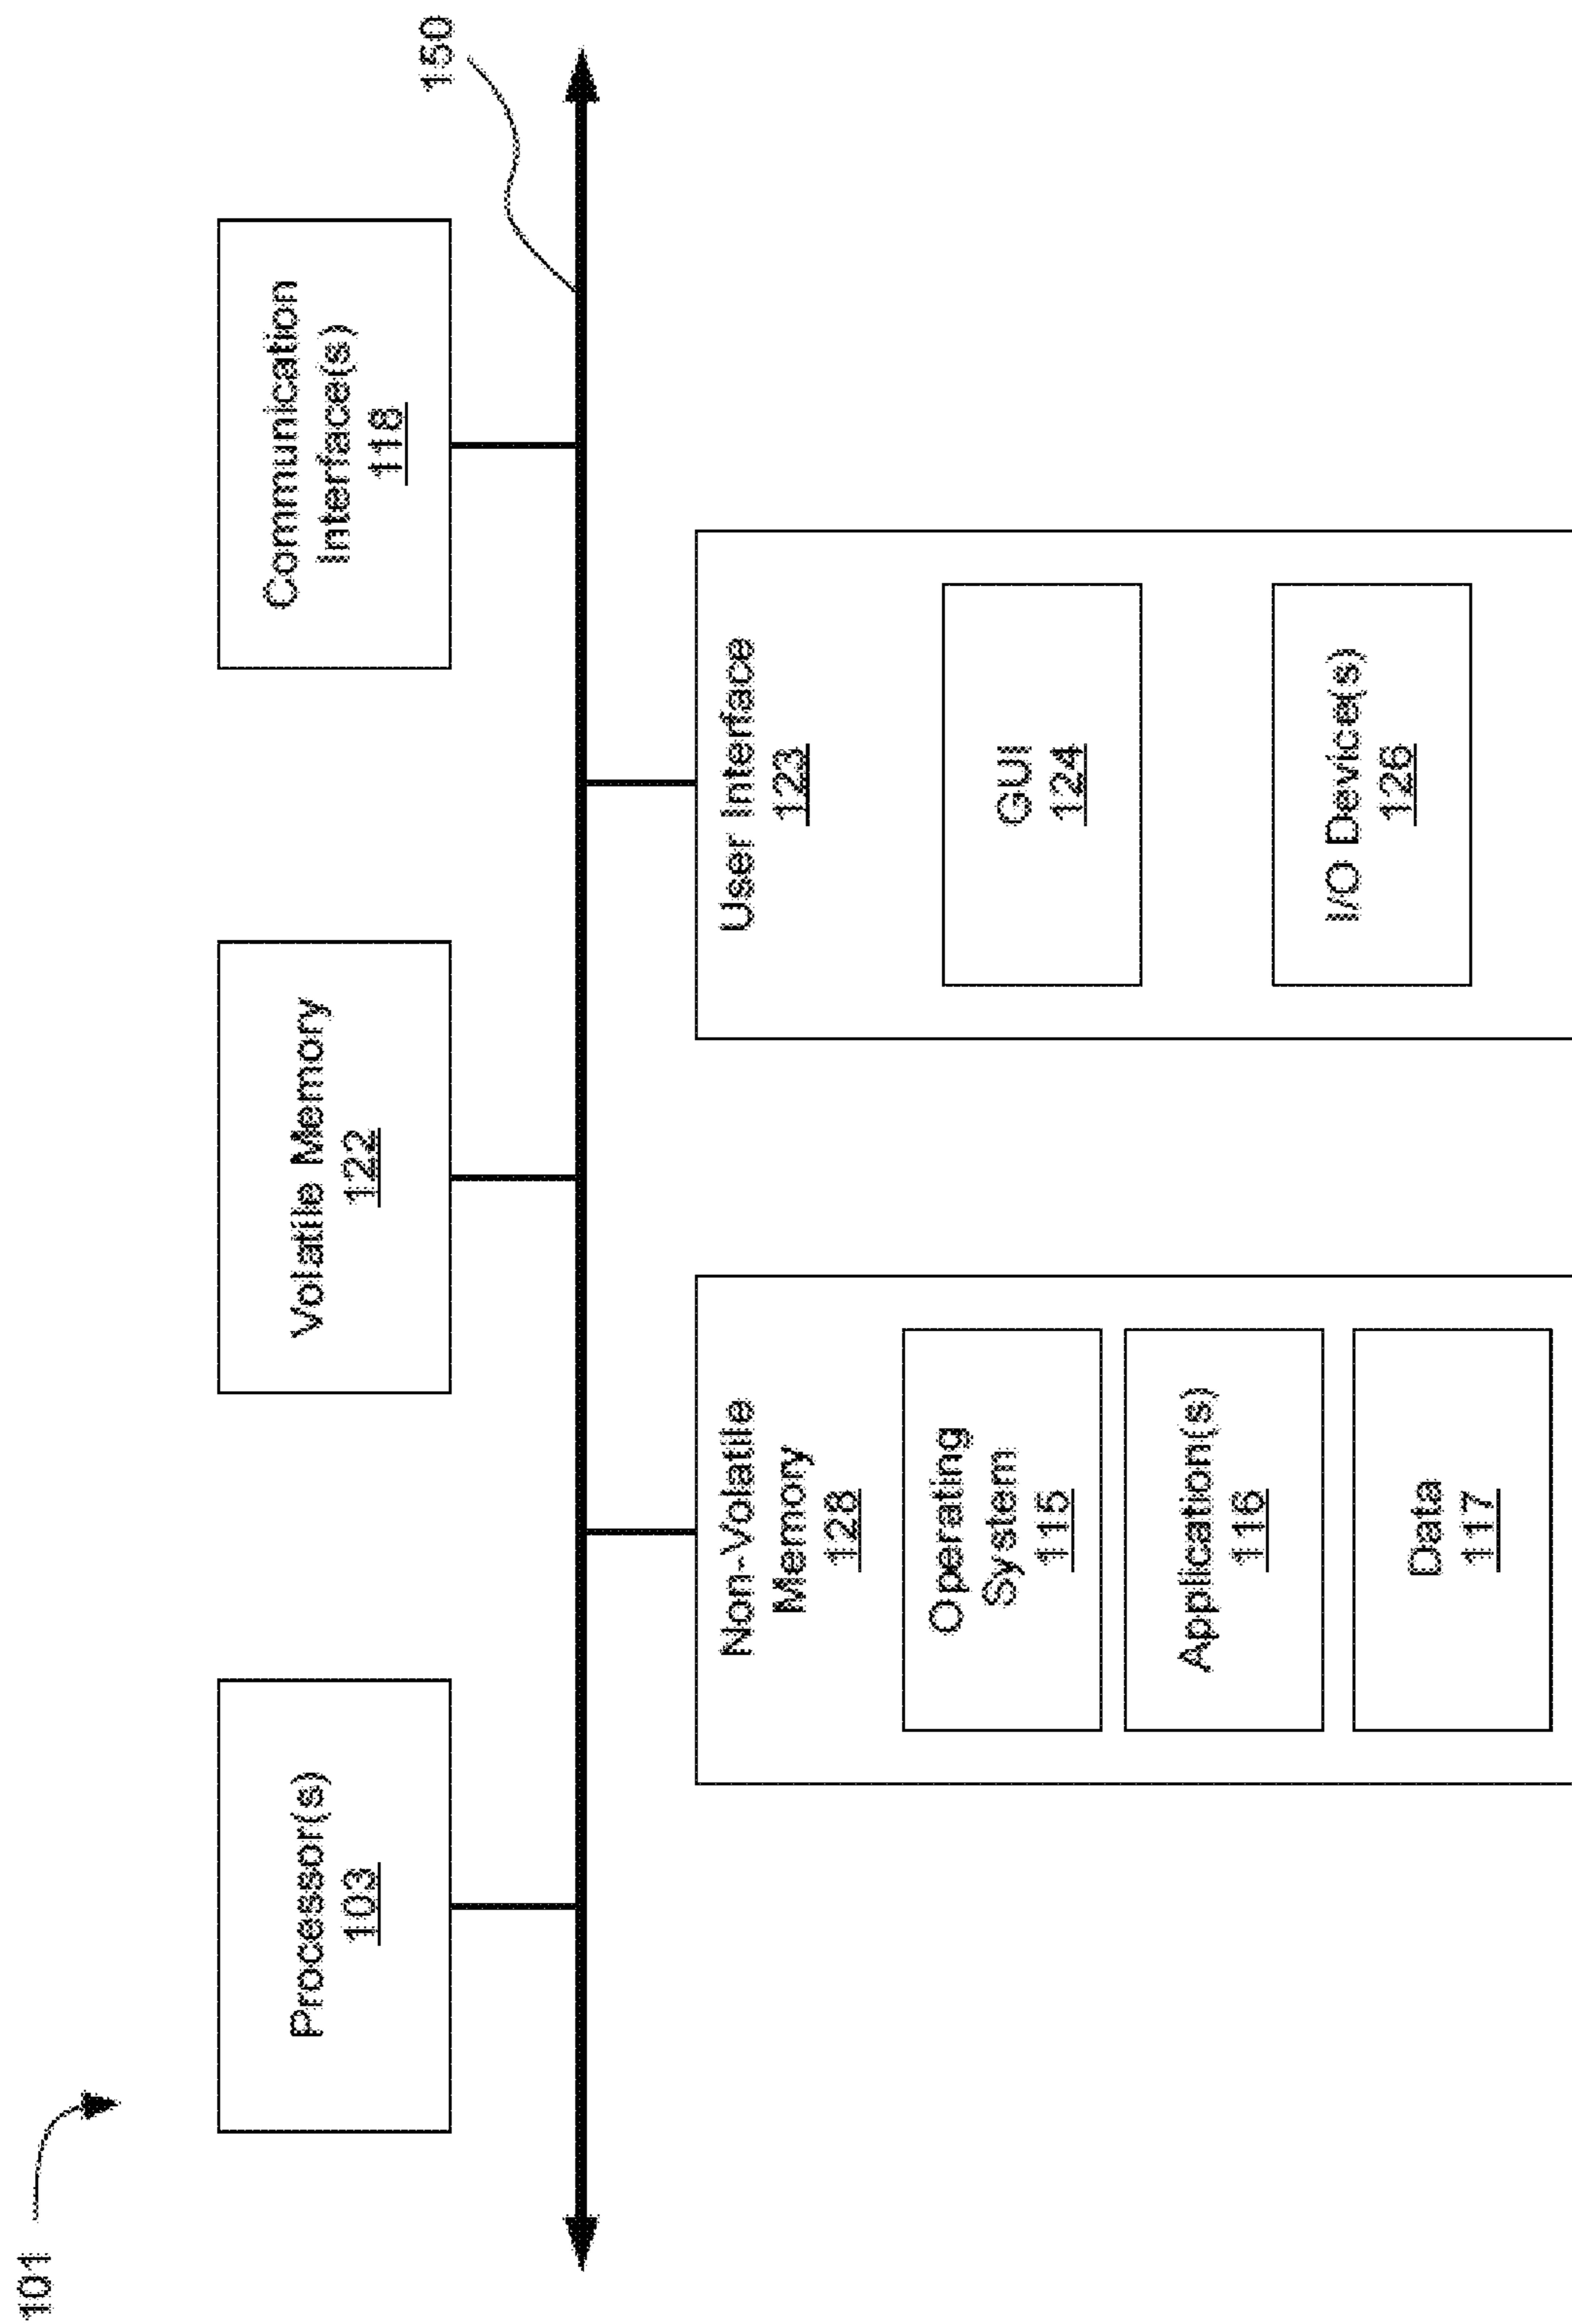 101
Processor(s)
103
Volatile Memory
122
Communication
Interface(s)
118
150
Non-Volatile
Memory
128
Operating
System
115
Application(s)
116
Data
117
User Interface
123
GUI
124
I/O Device(s)
126